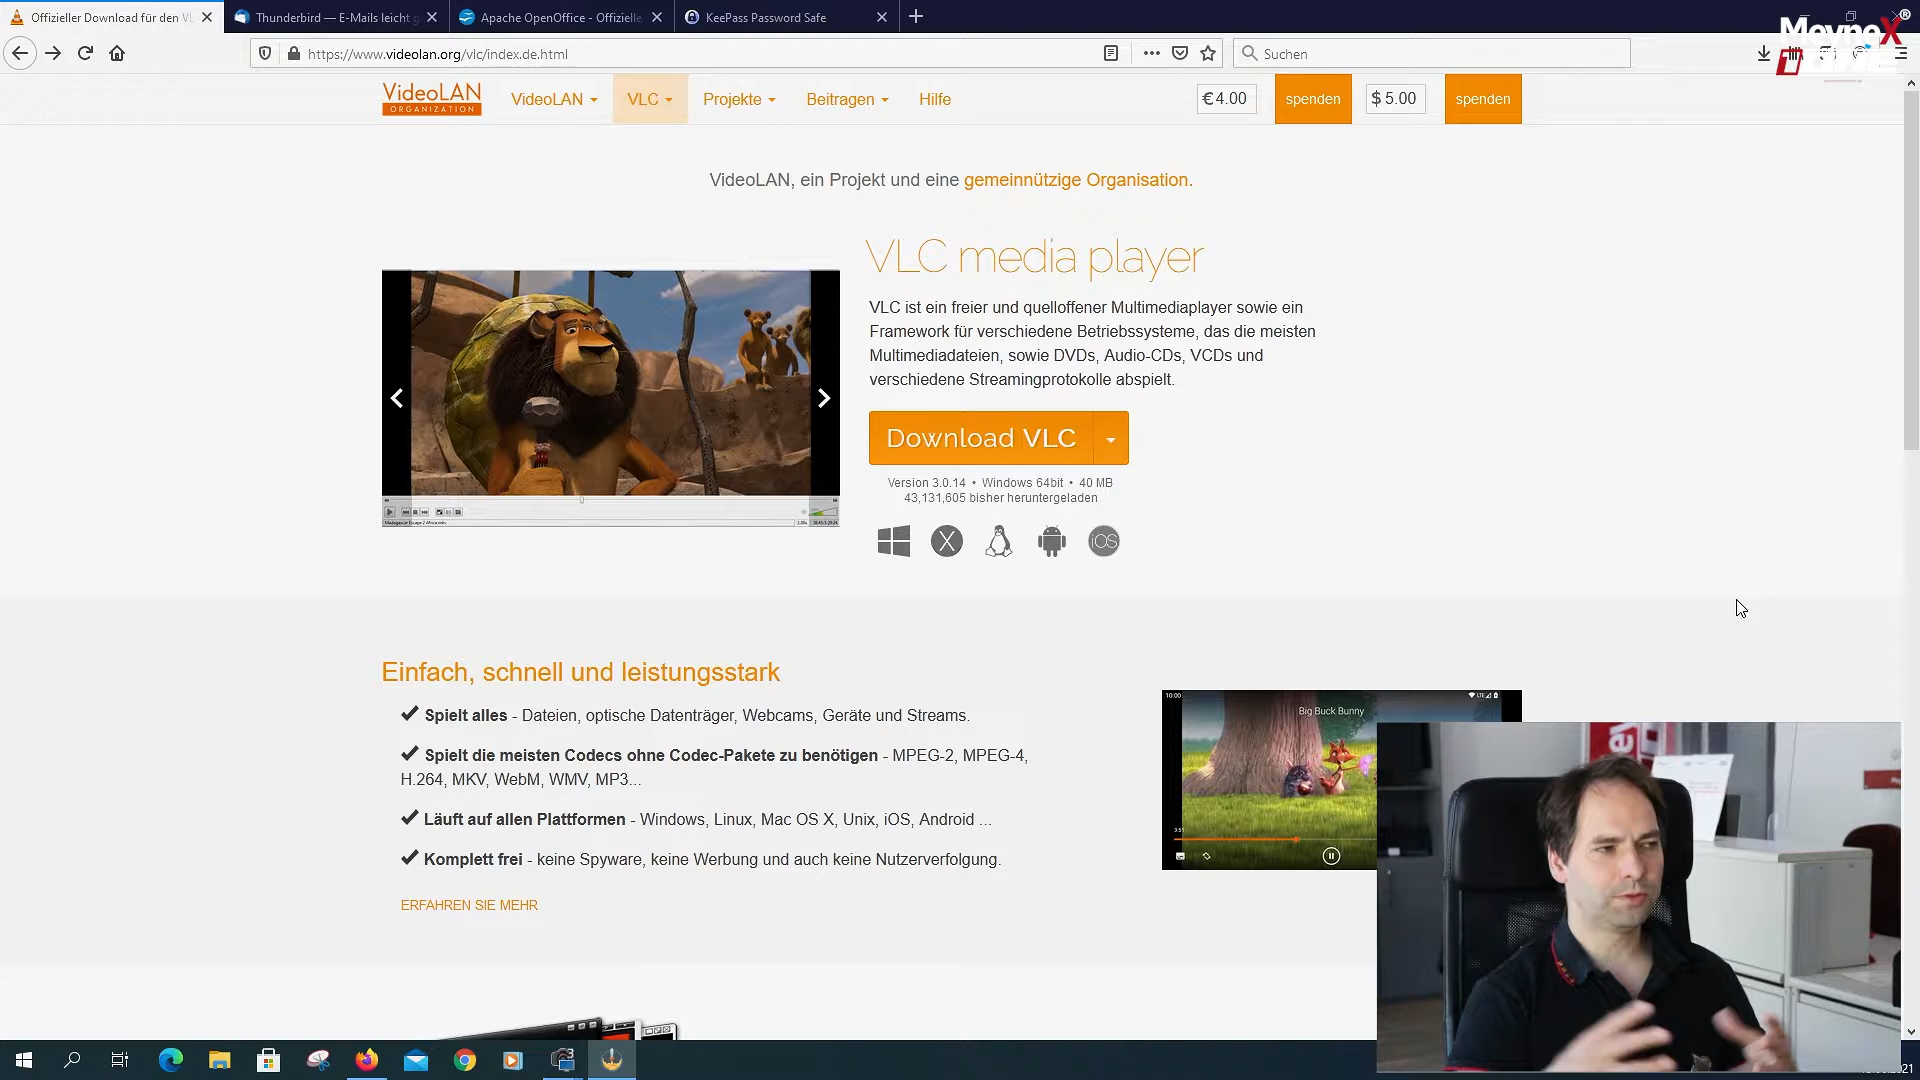 Offizieller Download für den VL
Thunderbird — E-Mails leicht g
Apache OpenOffice - Offizielle
KeePass Password Safe
https://www.videolan.org/vlc/index.de.html
Suchen
MeyneX
VideoLAN
ORGANIZATION
VideoLAN
VLC
Projekte
Beitragen
Hilfe
€ 4.00
spenden
$ 5.00
spenden
VideoLAN, ein Projekt und eine gemeinnützige Organisation.
VLC media player
VLC ist ein freier und quelloffener Multimediaplayer sowie ein
Framework für verschiedene Betriebssysteme, das die meisten
Multimediadateien, sowie DVDs, Audio-CDs, VCDs und
verschiedene Streamingprotokolle abspielt.
Download VLC
Version 3.0.14 • Windows 64bit • 40 MB
43,131,605 bisher heruntergeladen
X
iOS
Einfach, schnell und leistungsstark
Spielt alles - Dateien, optische Datenträger, Webcams, Geräte und Streams.
Spielt die meisten Codecs ohne Codec-Pakete zu benötigen - MPEG-2, MPEG-4,
H.264, MKV, WebM, WMV, MP3...
Läuft auf allen Plattformen - Windows, Linux, Mac OS X, Unix, iOS, Android ...
Komplett frei - keine Spyware, keine Werbung und auch keine Nutzerverfolgung.
ERFAHREN SIE MEHR
10:00
LTE
Big Buck Bunny
3:51